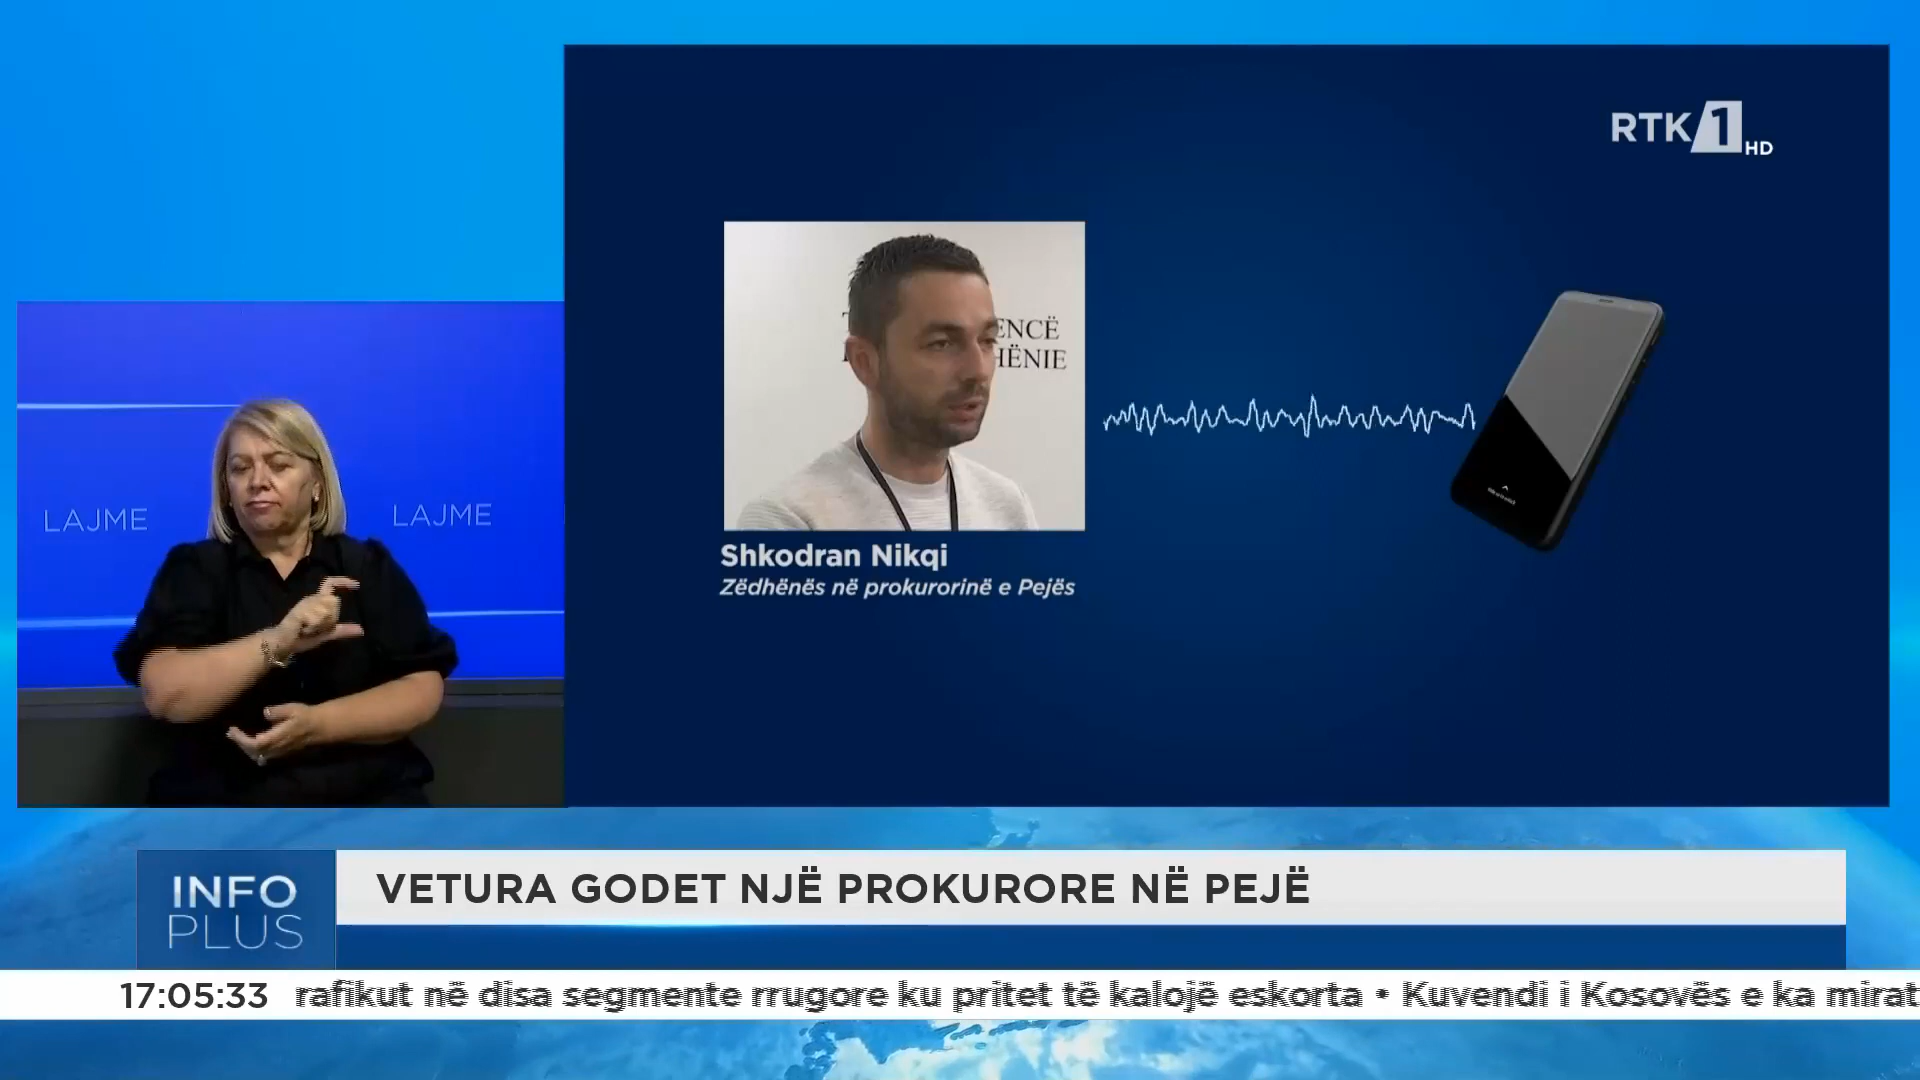 RTK 1 HD
ENCË
HËNIE
LAJME
LAJME
Shkodran Nikqi
Zëdhënës në prokurorinë e Pejës
INFO
PLUS
VETURA GODET NJË PROKURORE NË PEJË
17:05:33 rafikut në disa segmente rrugore ku pritet të kalojë eskorta • Kuvendi i Kosovës e ka mirat